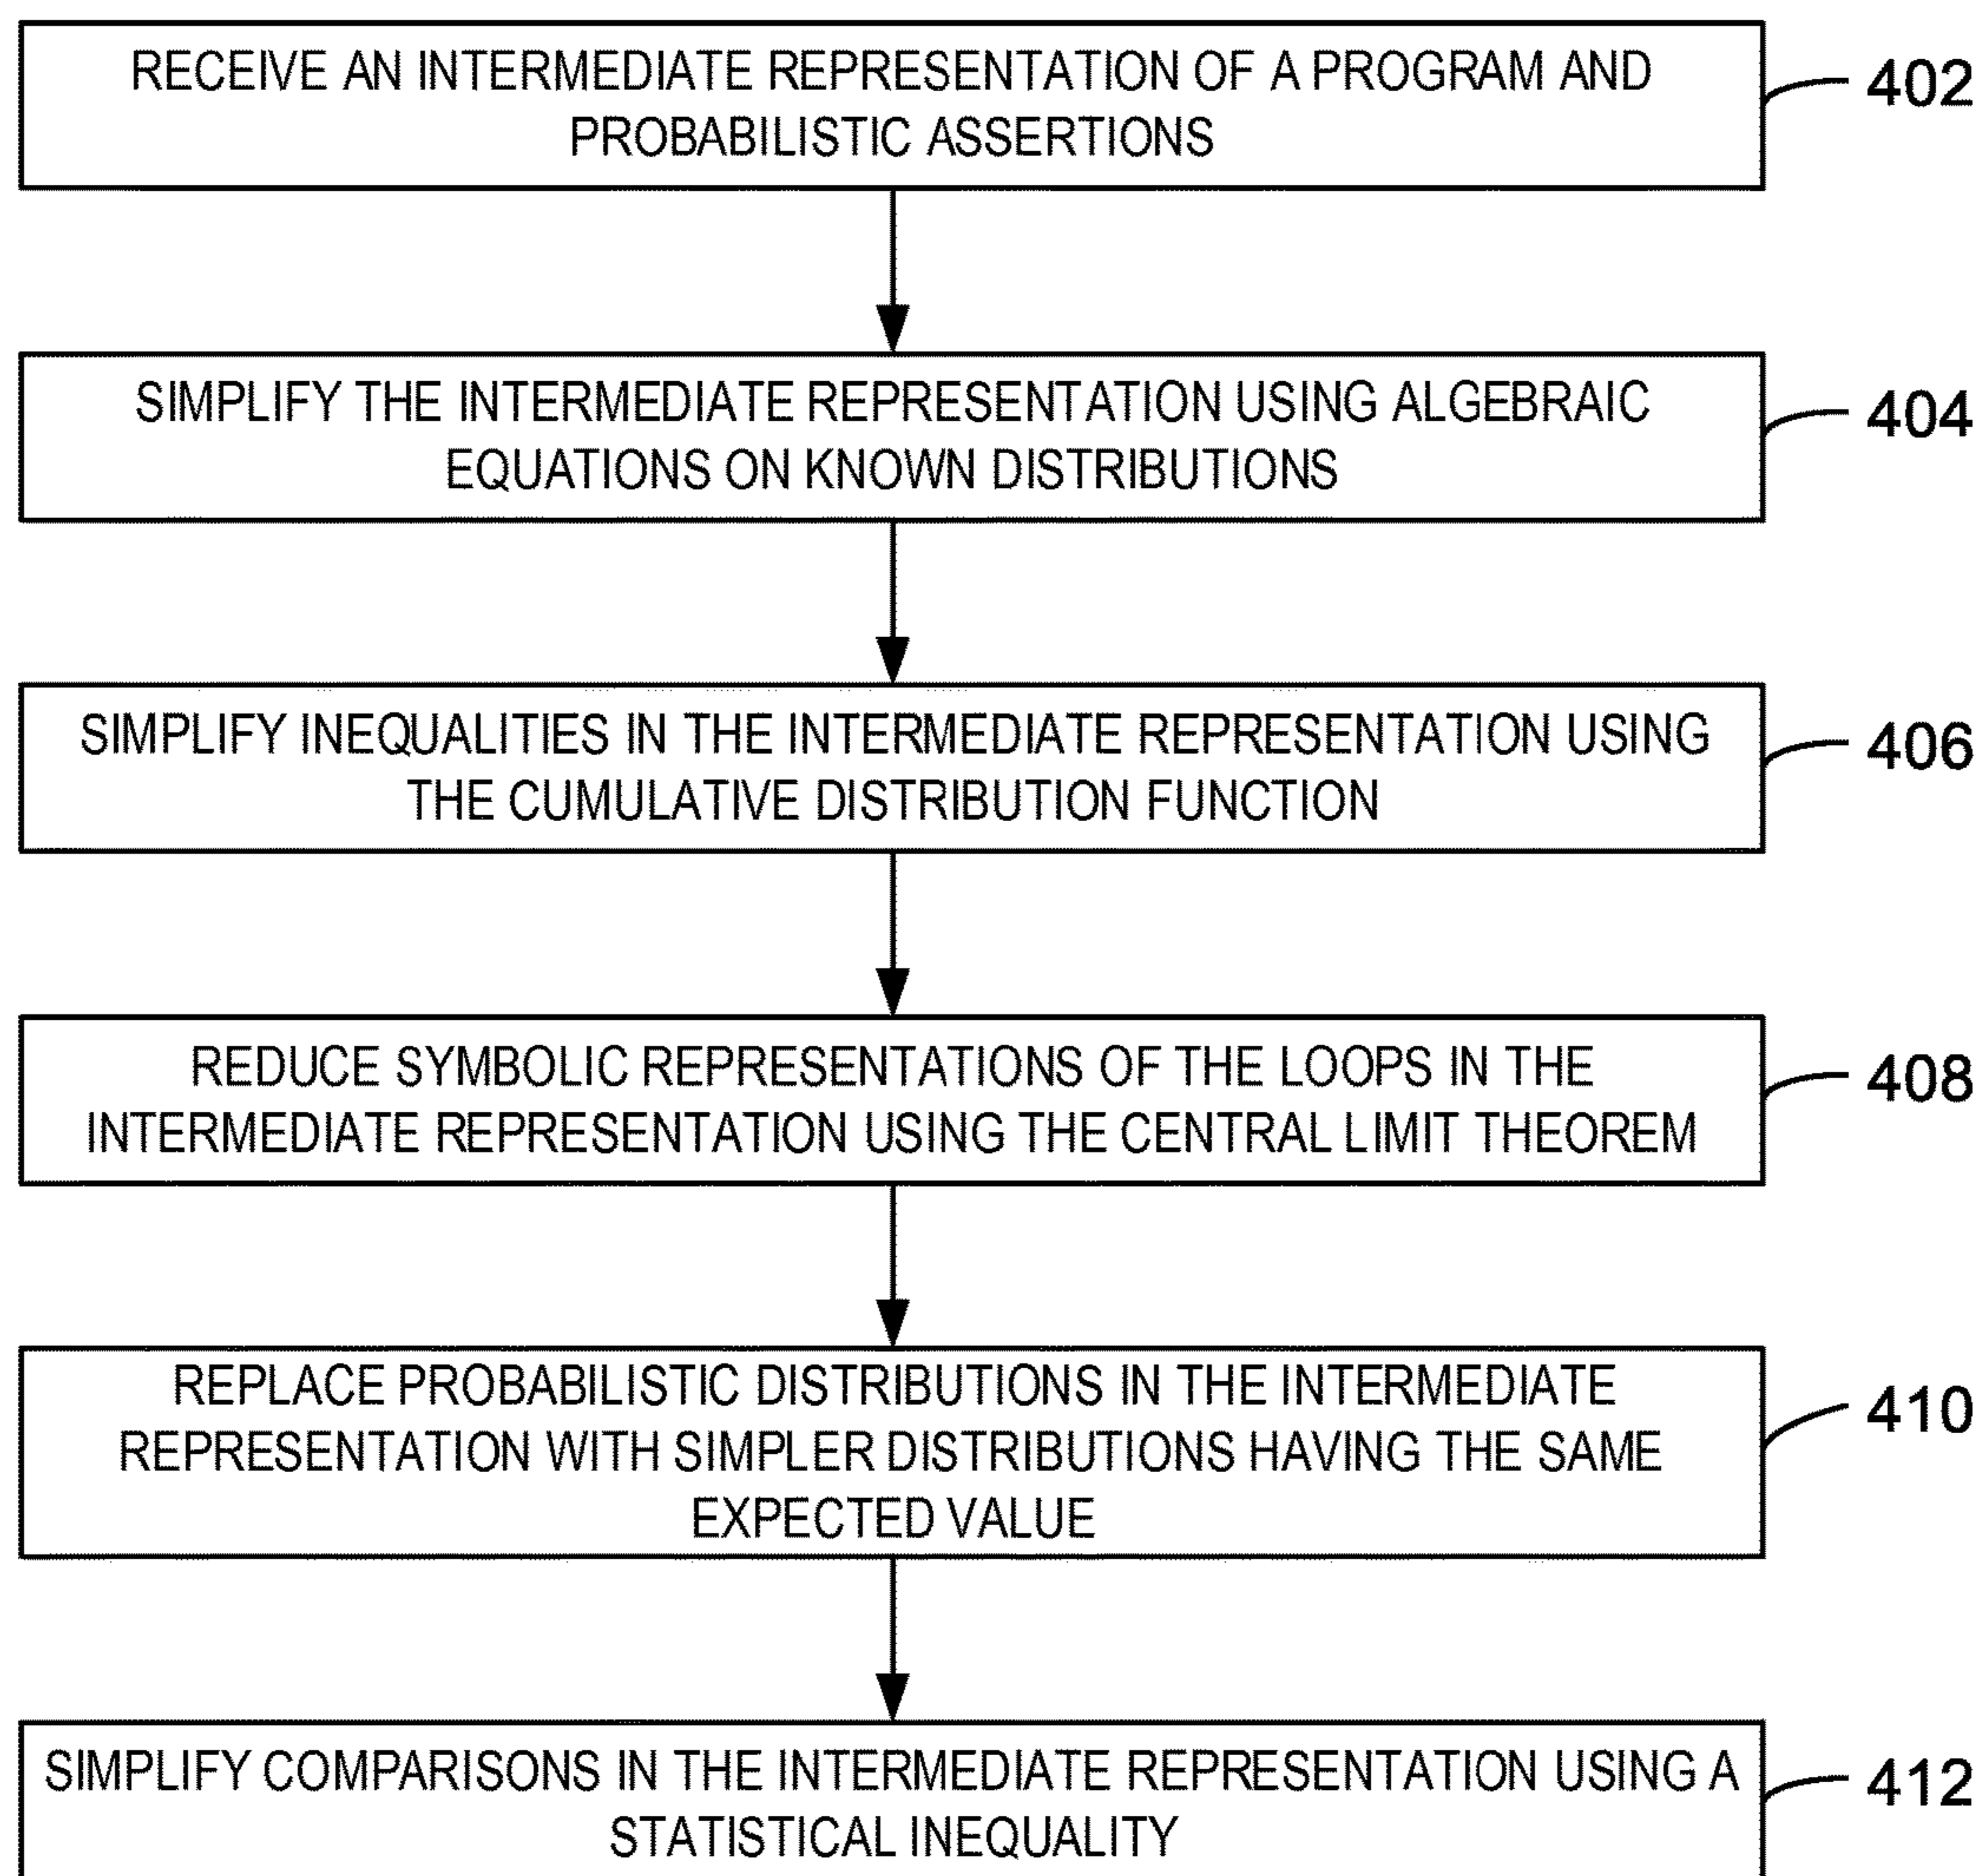 RECEIVE AN INTERMEDIATE REPRESENTATION OF A PROGRAM AND
PROBABILISTIC ASSERTIONS
402
SIMPLIFY THE INTERMEDIATE REPRESENTATION USING ALGEBRAIC
EQUATIONS ON KNOWN DISTRIBUTIONS
404
SIMPLIFY INEQUALITIES IN THE INTERMEDIATE REPRESENTATION USING
THE CUMULATIVE DISTRIBUTION FUNCTION
406
REDUCE SYMBOLIC REPRESENTATIONS OF THE LOOPS IN THE
INTERMEDIATE REPRESENTATION USING THE CENTRAL LIMIT THEOREM
408
REPLACE PROBABILISTIC DISTRIBUTIONS IN THE INTERMEDIATE
REPRESENTATION WITH SIMPLER DISTRIBUTIONS HAVING THE SAME
EXPECTED VALUE
410
SIMPLIFY COMPARISONS IN THE INTERMEDIATE REPRESENTATION USING A
STATISTICAL INEQUALITY
412